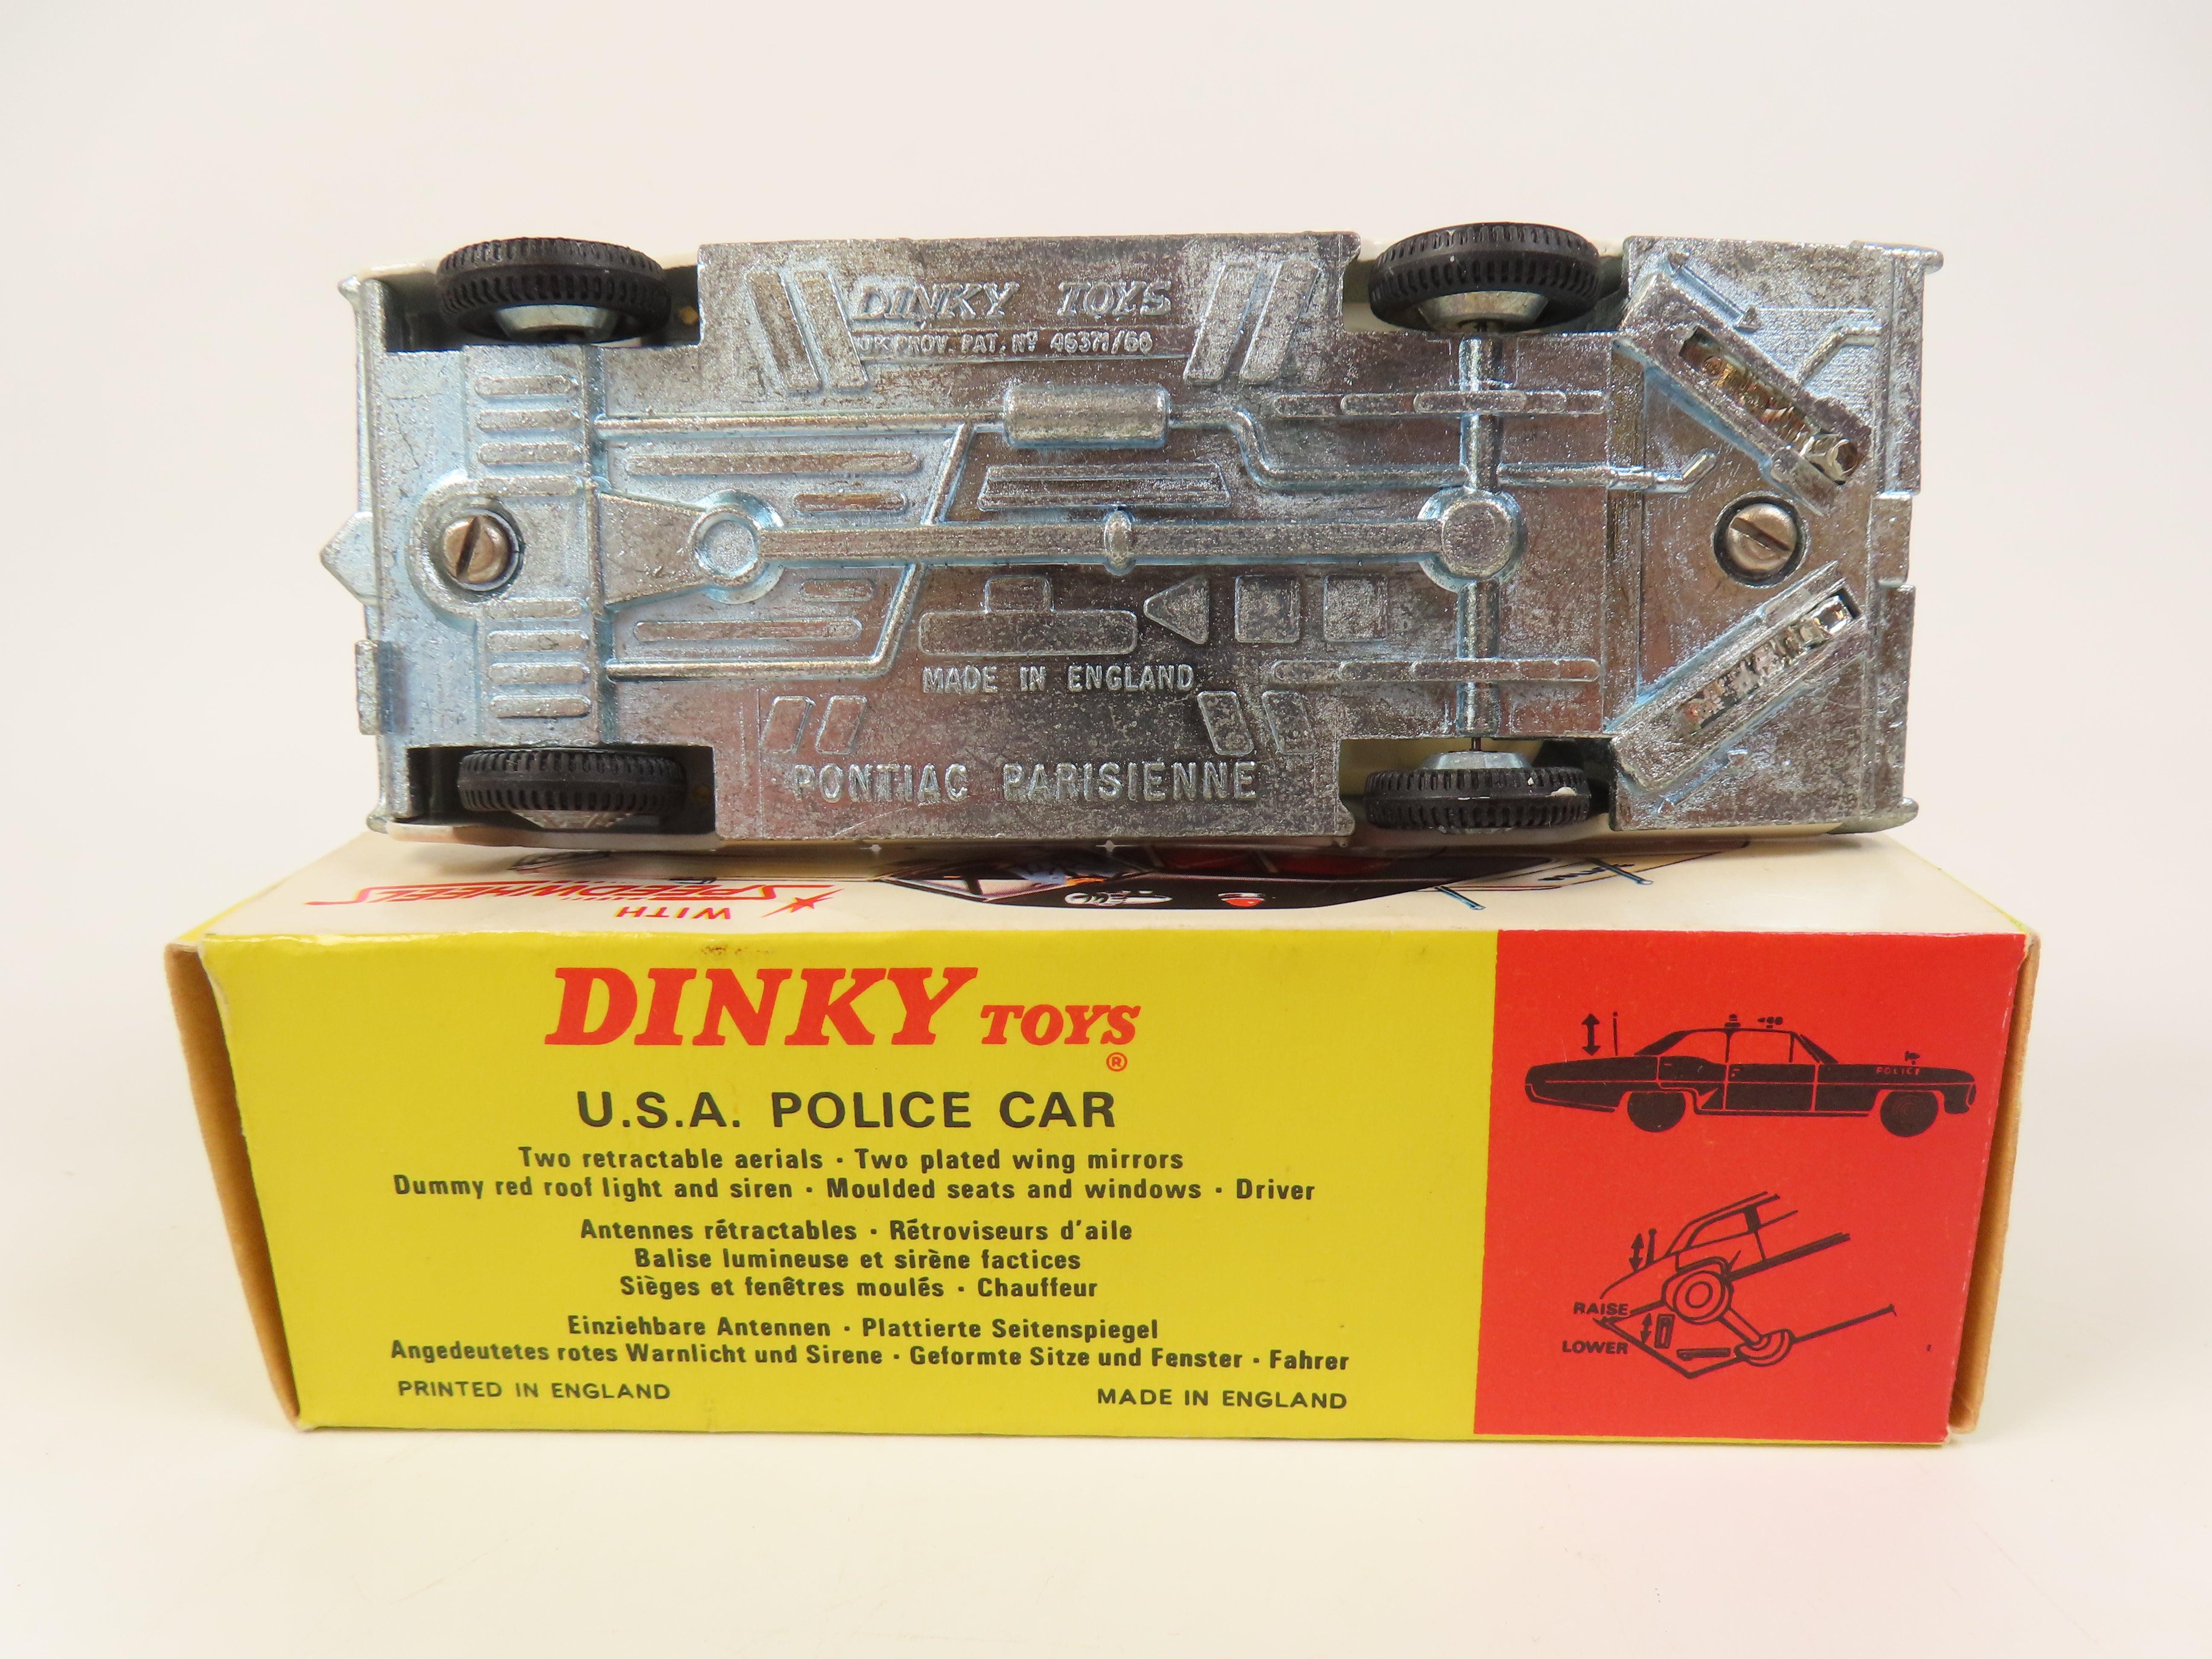 DINKY TOYS
U.K. PROV. PAT. Nº 46371/68
MADE IN ENGLAND
PONTIAC PARISIENNE
WITH
SPEEDWHEELS
DINKY TOYS
®
U.S.A. POLICE CAR
Two retractable aerials · Two plated wing mirrors
Dummy red roof light and siren · Moulded seats and windows · Driver
Antennes rétractables · Rétroviseurs d'aile
Balise lumineuse et sirène factices
Sièges et fenêtres moulés · Chauffeur
Einziehbare Antennen · Plattierte Seitenspiegel
Angedeutetes rotes Warnlicht und Sirene · Geformte Sitze und Fenster · Fahrer
PRINTED IN ENGLAND MADE IN ENGLAND
POLICE
RAISE
LOWER